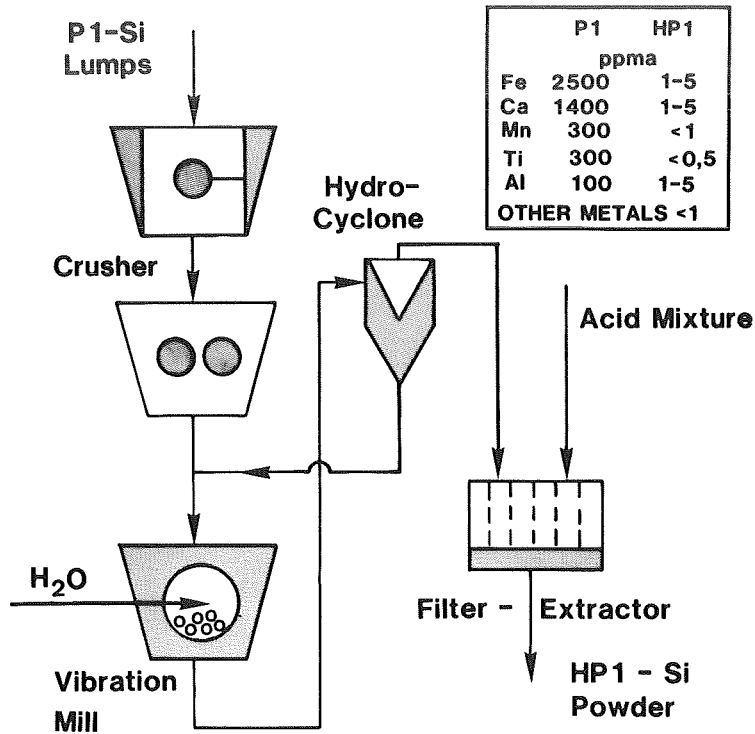 P1-Si
Lumps
P1 HP1
ppma
Fe 2500 1-5
Ca 1400 1-5
Mn 300 <1
Ti 300 <0,5
Al 100 1-5
OTHER METALS <1
Hydro-
Cyclone
Crusher
Acid Mixture
H₂O
Filter - Extractor
Vibration
Mill
HP1 - Si
Powder